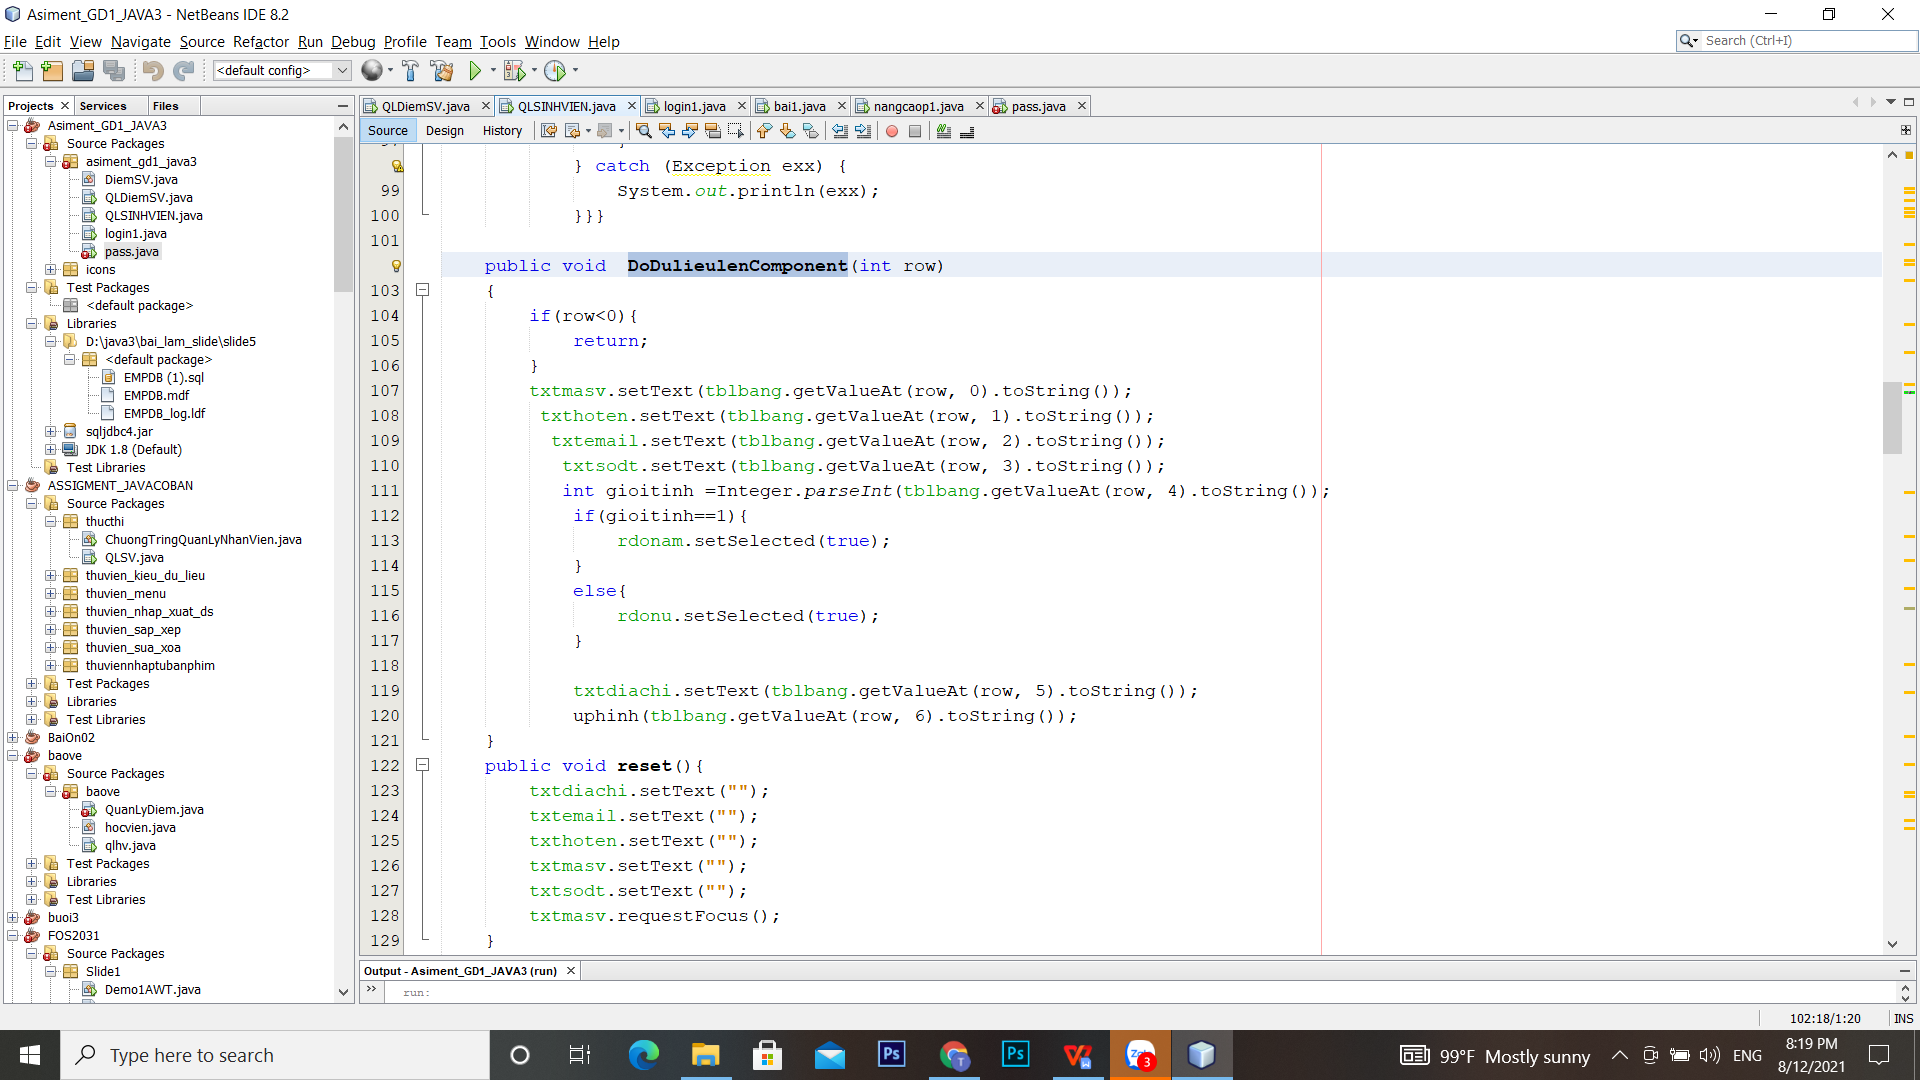 Asiment_GD1_JAVA3 - NetBeans IDE 8.2
File Edit View Navigate Source Refactor Run Debug Profile Team Tools Window Help
Search (Ctrl+I)
<default config>
Projects Services Files
Asiment_GD1_JAVA3
Source Packages
asiment_gd1_java3
DiemSV.java
QLDiemSV.java
QLSINHVIEN.java
login1.java
pass.java
icons
Test Packages
<default package>
Libraries
D:\java3\bai_lam_slide\slide5
<default package>
EMPDB (1).sql
EMPDB.mdf
EMPDB_log.ldf
sqljdbc4.jar
JDK 1.8 (Default)
Test Libraries
ASSIGMENT_JAVACOBAN
Source Packages
thucthi
ChuongTringQuanLyNhanVien.java
QLSV.java
thuvien_kieu_du_lieu
thuvien_menu
thuvien_nhap_xuat_ds
thuvien_sap_xep
thuvien_sua_xoa
thuviennhaptubanphim
Test Packages
Libraries
Test Libraries
BaiOn02
baove
Source Packages
baove
QuanLyDiem.java
hocvien.java
qlhv.java
Test Packages
Libraries
Test Libraries
buoi3
FOS2031
Source Packages
Slide1
Demo1AWT.java
QLDiemSV.java QLSINHVIEN.java login1.java bai1.java nangcaop1.java pass.java
Source Design History
} catch (Exception exx) {
99 System.out.println(exx);
100 }}}
101
public void DoDulieulenComponent(int row)
103 {
104 if(row<0){
105 return;
106 }
107 txtmasv.setText(tblbang.getValueAt(row, 0).toString());
108 txthoten.setText(tblbang.getValueAt(row, 1).toString());
109 txtemail.setText(tblbang.getValueAt(row, 2).toString());
110 txtsodt.setText(tblbang.getValueAt(row, 3).toString());
111 int gioitinh =Integer.parseInt(tblbang.getValueAt(row, 4).toString());
112 if(gioitinh==1){
113 rdonam.setSelected(true);
114 }
115 else{
116 rdonu.setSelected(true);
117 }
118
119 txtdiachi.setText(tblbang.getValueAt(row, 5).toString());
120 uphinh(tblbang.getValueAt(row, 6).toString());
121 }
122 public void reset(){
123 txtdiachi.setText("");
124 txtemail.setText("");
125 txthoten.setText("");
126 txtmasv.setText("");
127 txtsodt.setText("");
128 txtmasv.requestFocus();
129 }
Output - Asiment_GD1_JAVA3 (run)
run:
102:18/1:20 INS
Type here to search
99°F Mostly sunny
ENG
8:19 PM
8/12/2021